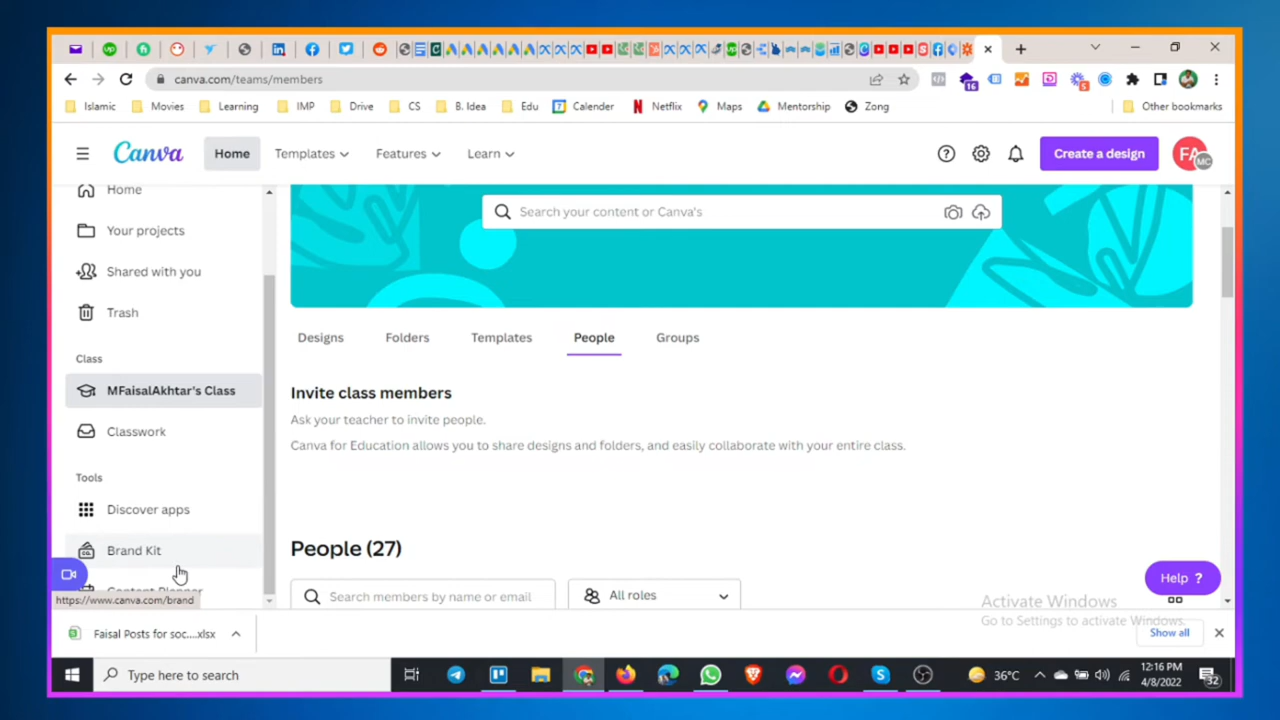 canva.com/teams/members
Islamic Movies Learning IMP Drive CS B. Idea Edu Calender Netflix Maps Mentorship Zong Other bookmarks
Canva Home Templates Features Learn Create a design FA MC
Home
Your projects
Shared with you
Trash
Class
MFaisalAkhtar's Class
Classwork
Tools
Discover apps
Brand Kit
Content Planner
https://www.canva.com/brand
Search your content or Canva's
Designs Folders Templates People Groups
Invite class members
Ask your teacher to invite people.
Canva for Education allows you to share designs and folders, and easily collaborate with your entire class.
People (27)
Search members by name or email All roles
Help ?
Activate Windows
Go to Settings to activate Windows.
Faisal Posts for soc....xlsx Show all
Type here to search 36°C 12:16 PM
4/8/2022 32